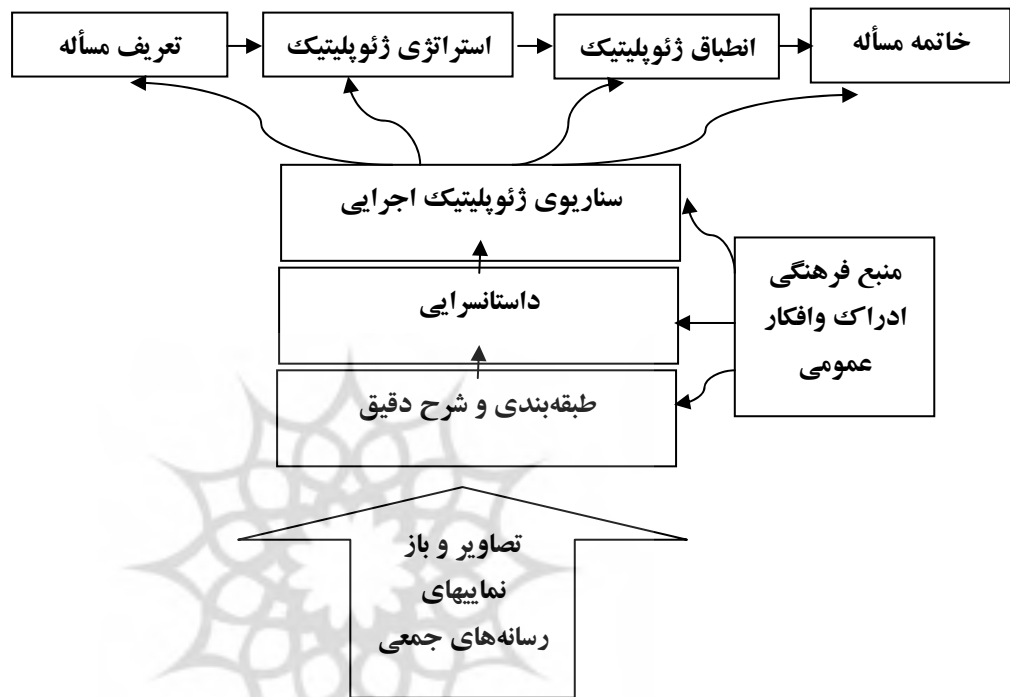 تعریف مسأله
استراتژی ژئوپلیتیک
انطباق ژئوپلیتیک
خاتمه مسأله
سناریوی ژئوپلیتیک اجرایی
داستانسرایی
طبقه‌بندی و شرح دقیق
منبع فرهنگی
ادراک وافکار
عمومی
تصاویر و باز
نماییهای
رسانه‌های جمعی